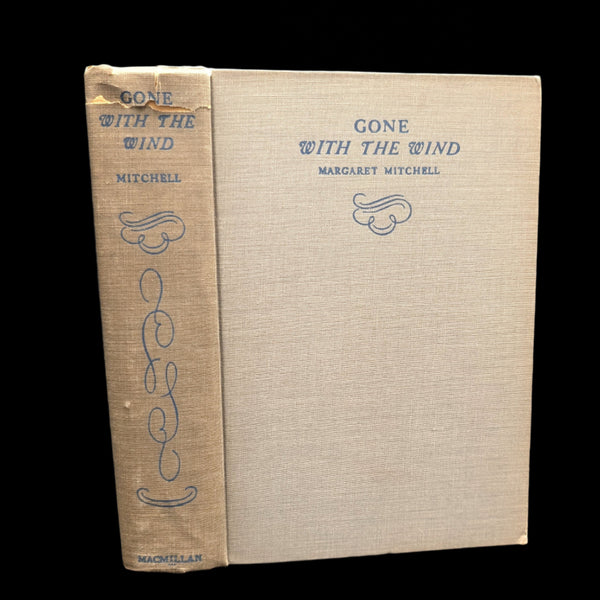 GONE
WITH THE
WIND
MITCHELL
MACMILLAN
GONE
WITH THE WIND
MARGARET MITCHELL